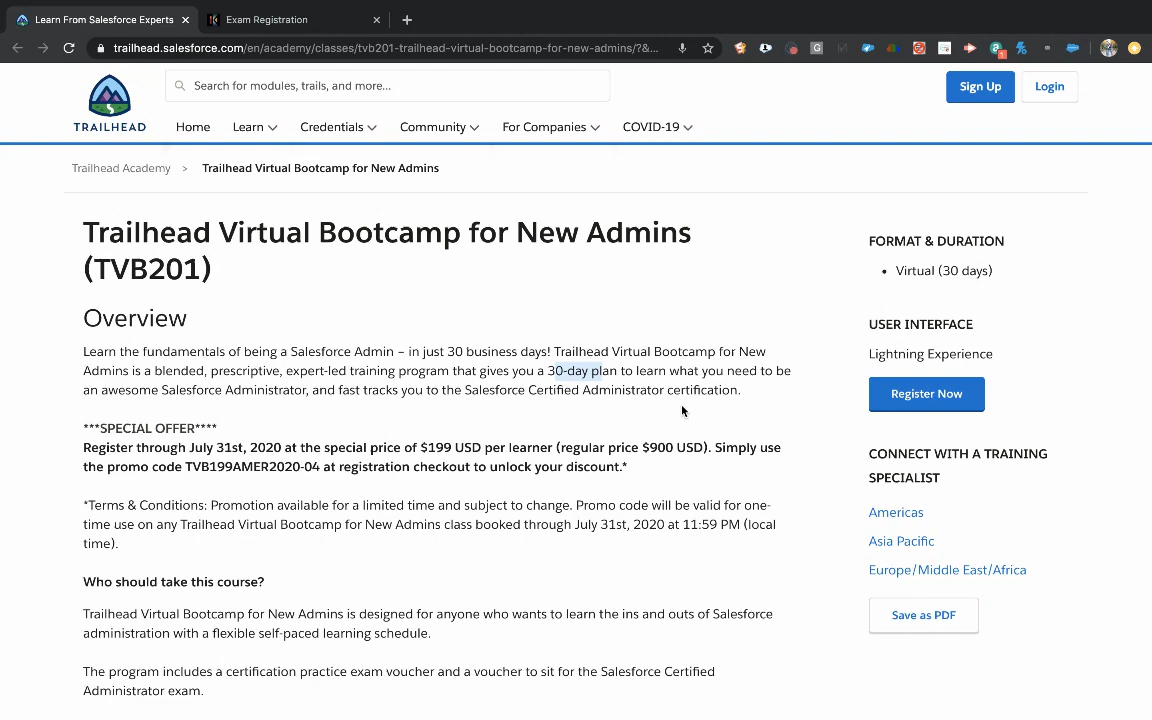 Learn From Salesforce Experts
Exam Registration
trailhead.salesforce.com/en/academy/classes/tvb201-trailhead-virtual-bootcamp-for-new-admins/?&...
TRAILHEAD
Search for modules, trails, and more...
Sign Up
Login
Home
Learn
Credentials
Community
For Companies
COVID-19
Trailhead Academy > Trailhead Virtual Bootcamp for New Admins
Trailhead Virtual Bootcamp for New Admins
(TVB201)
Overview
Learn the fundamentals of being a Salesforce Admin – in just 30 business days! Trailhead Virtual Bootcamp for New
Admins is a blended, prescriptive, expert-led training program that gives you a 30-day plan to learn what you need to be
an awesome Salesforce Administrator, and fast tracks you to the Salesforce Certified Administrator certification.
***SPECIAL OFFER****
Register through July 31st, 2020 at the special price of $199 USD per learner (regular price $900 USD). Simply use
the promo code TVB199AMER2020-04 at registration checkout to unlock your discount.*
*Terms & Conditions: Promotion available for a limited time and subject to change. Promo code will be valid for one-
time use on any Trailhead Virtual Bootcamp for New Admins class booked through July 31st, 2020 at 11:59 PM (local
time).
Who should take this course?
Trailhead Virtual Bootcamp for New Admins is designed for anyone who wants to learn the ins and outs of Salesforce
administration with a flexible self-paced learning schedule.
The program includes a certification practice exam voucher and a voucher to sit for the Salesforce Certified
Administrator exam.
FORMAT & DURATION
• Virtual (30 days)
USER INTERFACE
Lightning Experience
Register Now
CONNECT WITH A TRAINING
SPECIALIST
Americas
Asia Pacific
Europe/Middle East/Africa
Save as PDF